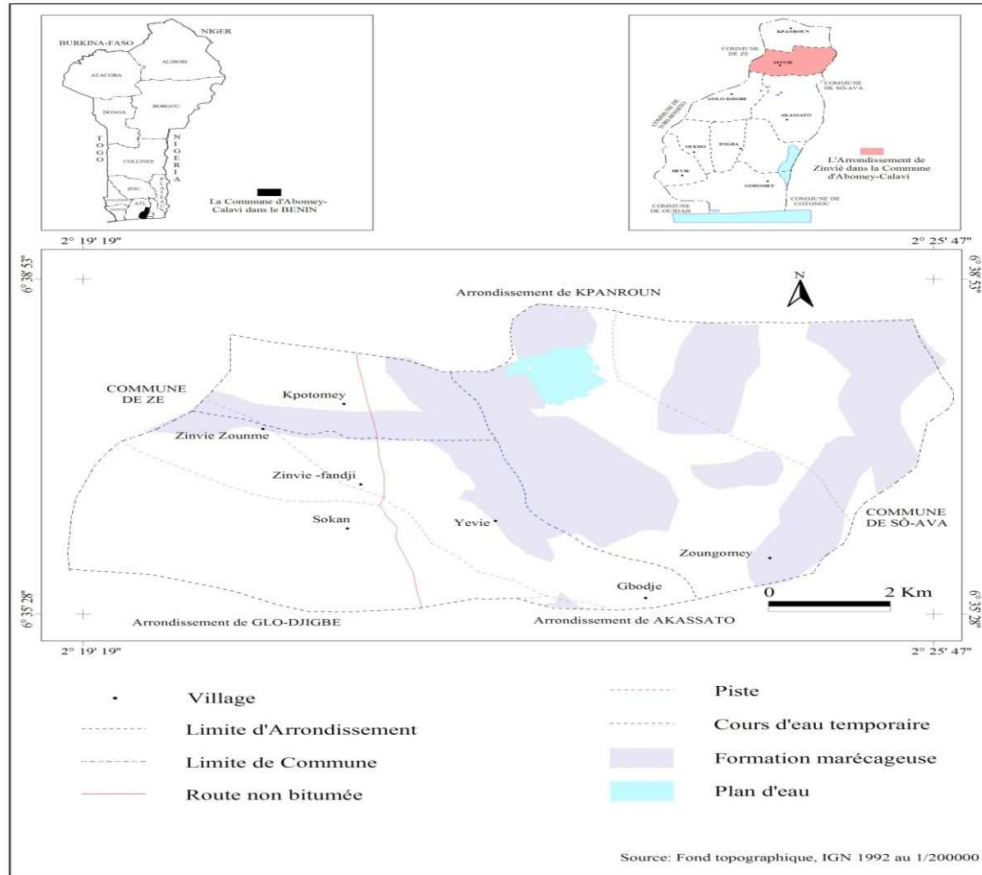 BURKINA-FASO
NIGER
ALIBORI
ATACORA
BORGOU
DONGA
TOGO
NIGERIA
COLLINES
ZOU
La Commune d'Abomey-
Calavi dans le BENIN
KPANROUN
COMMUNE
DE ZE
ZINVIE
COMMUNE
DE SÔ-AVA
GOLO-DJIGBE
AKASSATO
OUEDO
TOGBA
HEVIE
GODOMEY
COMMUNE
DE OUIDAH
COMMUNE DE
COTONOU
L'Arrondissement de
Zinviè dans la Commune
d'Abomey-Calavi
2° 19' 19"
2° 25' 47"
6° 38' 53"
6° 38' 53"
Arrondissement de KPANROUN
N
COMMUNE
DE ZE
Kpotomey
Zinvie Zounme
Zinvie -fandji
Sokan
Yevie
COMMUNE
DE SÔ-AVA
Zoungomey
Gbodje
0 2 Km
6° 35' 28"
6° 35' 28"
Arrondissement de GLO-DJIGBE
Arrondissement de AKASSATO
2° 19' 19"
2° 25' 47"
Village
Limite d'Arrondissement
Limite de Commune
Route non bitumée
Piste
Cours d'eau temporaire
Formation marécageuse
Plan d'eau
Source: Fond topographique, IGN 1992 au 1/200000